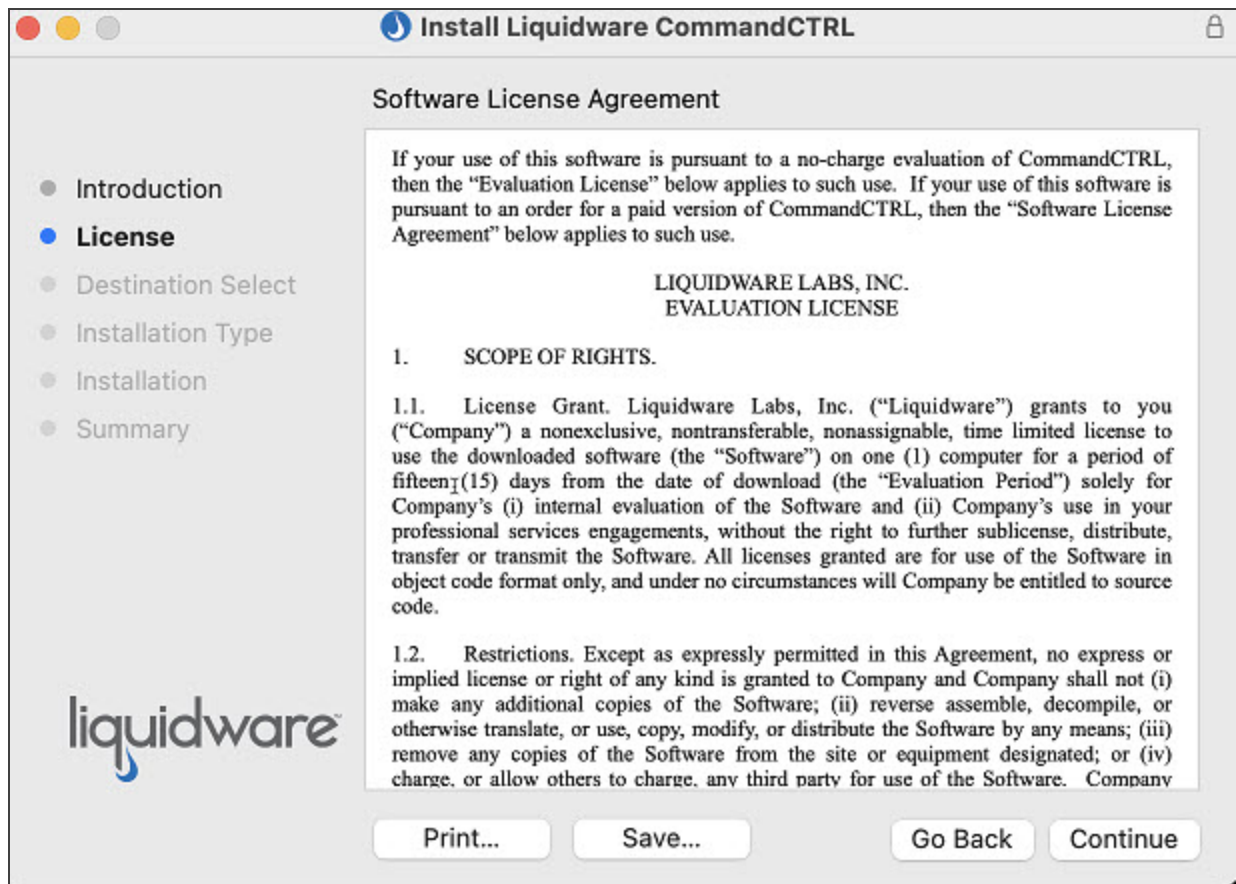 Install Liquidware CommandCTRL
Software License Agreement
Introduction
License
Destination Select
Installation Type
Installation
Summary
liquidware™
If your use of this software is pursuant to a no-charge evaluation of CommandCTRL,
then the “Evaluation License” below applies to such use. If your use of this software is
pursuant to an order for a paid version of CommandCTRL, then the “Software License
Agreement” below applies to such use.
LIQUIDWARE LABS, INC.
EVALUATION LICENSE
1. SCOPE OF RIGHTS.
1.1. License Grant. Liquidware Labs, Inc. (“Liquidware”) grants to you
(“Company”) a nonexclusive, nontransferable, nonassignable, time limited license to
use the downloaded software (the “Software”) on one (1) computer for a period of
fifteen (15) days from the date of download (the “Evaluation Period”) solely for
Company’s (i) internal evaluation of the Software and (ii) Company’s use in your
professional services engagements, without the right to further sublicense, distribute,
transfer or transmit the Software. All licenses granted are for use of the Software in
object code format only, and under no circumstances will Company be entitled to source
code.
1.2. Restrictions. Except as expressly permitted in this Agreement, no express or
implied license or right of any kind is granted to Company and Company shall not (i)
make any additional copies of the Software; (ii) reverse assemble, decompile, or
otherwise translate, or use, copy, modify, or distribute the Software by any means; (iii)
remove any copies of the Software from the site or equipment designated; or (iv)
charge, or allow others to charge, any third party for use of the Software. Company
Print...
Save...
Go Back
Continue